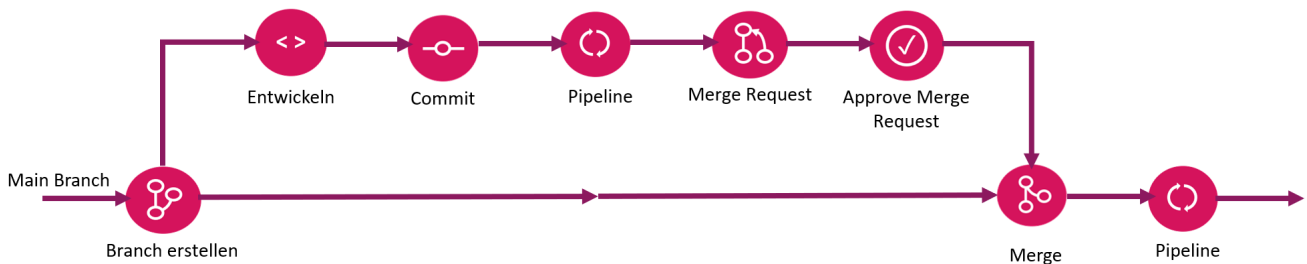 < >
Entwickeln
Commit
Pipeline
Merge Request
Approve Merge
Request
Main Branch
Branch erstellen
Merge
Pipeline